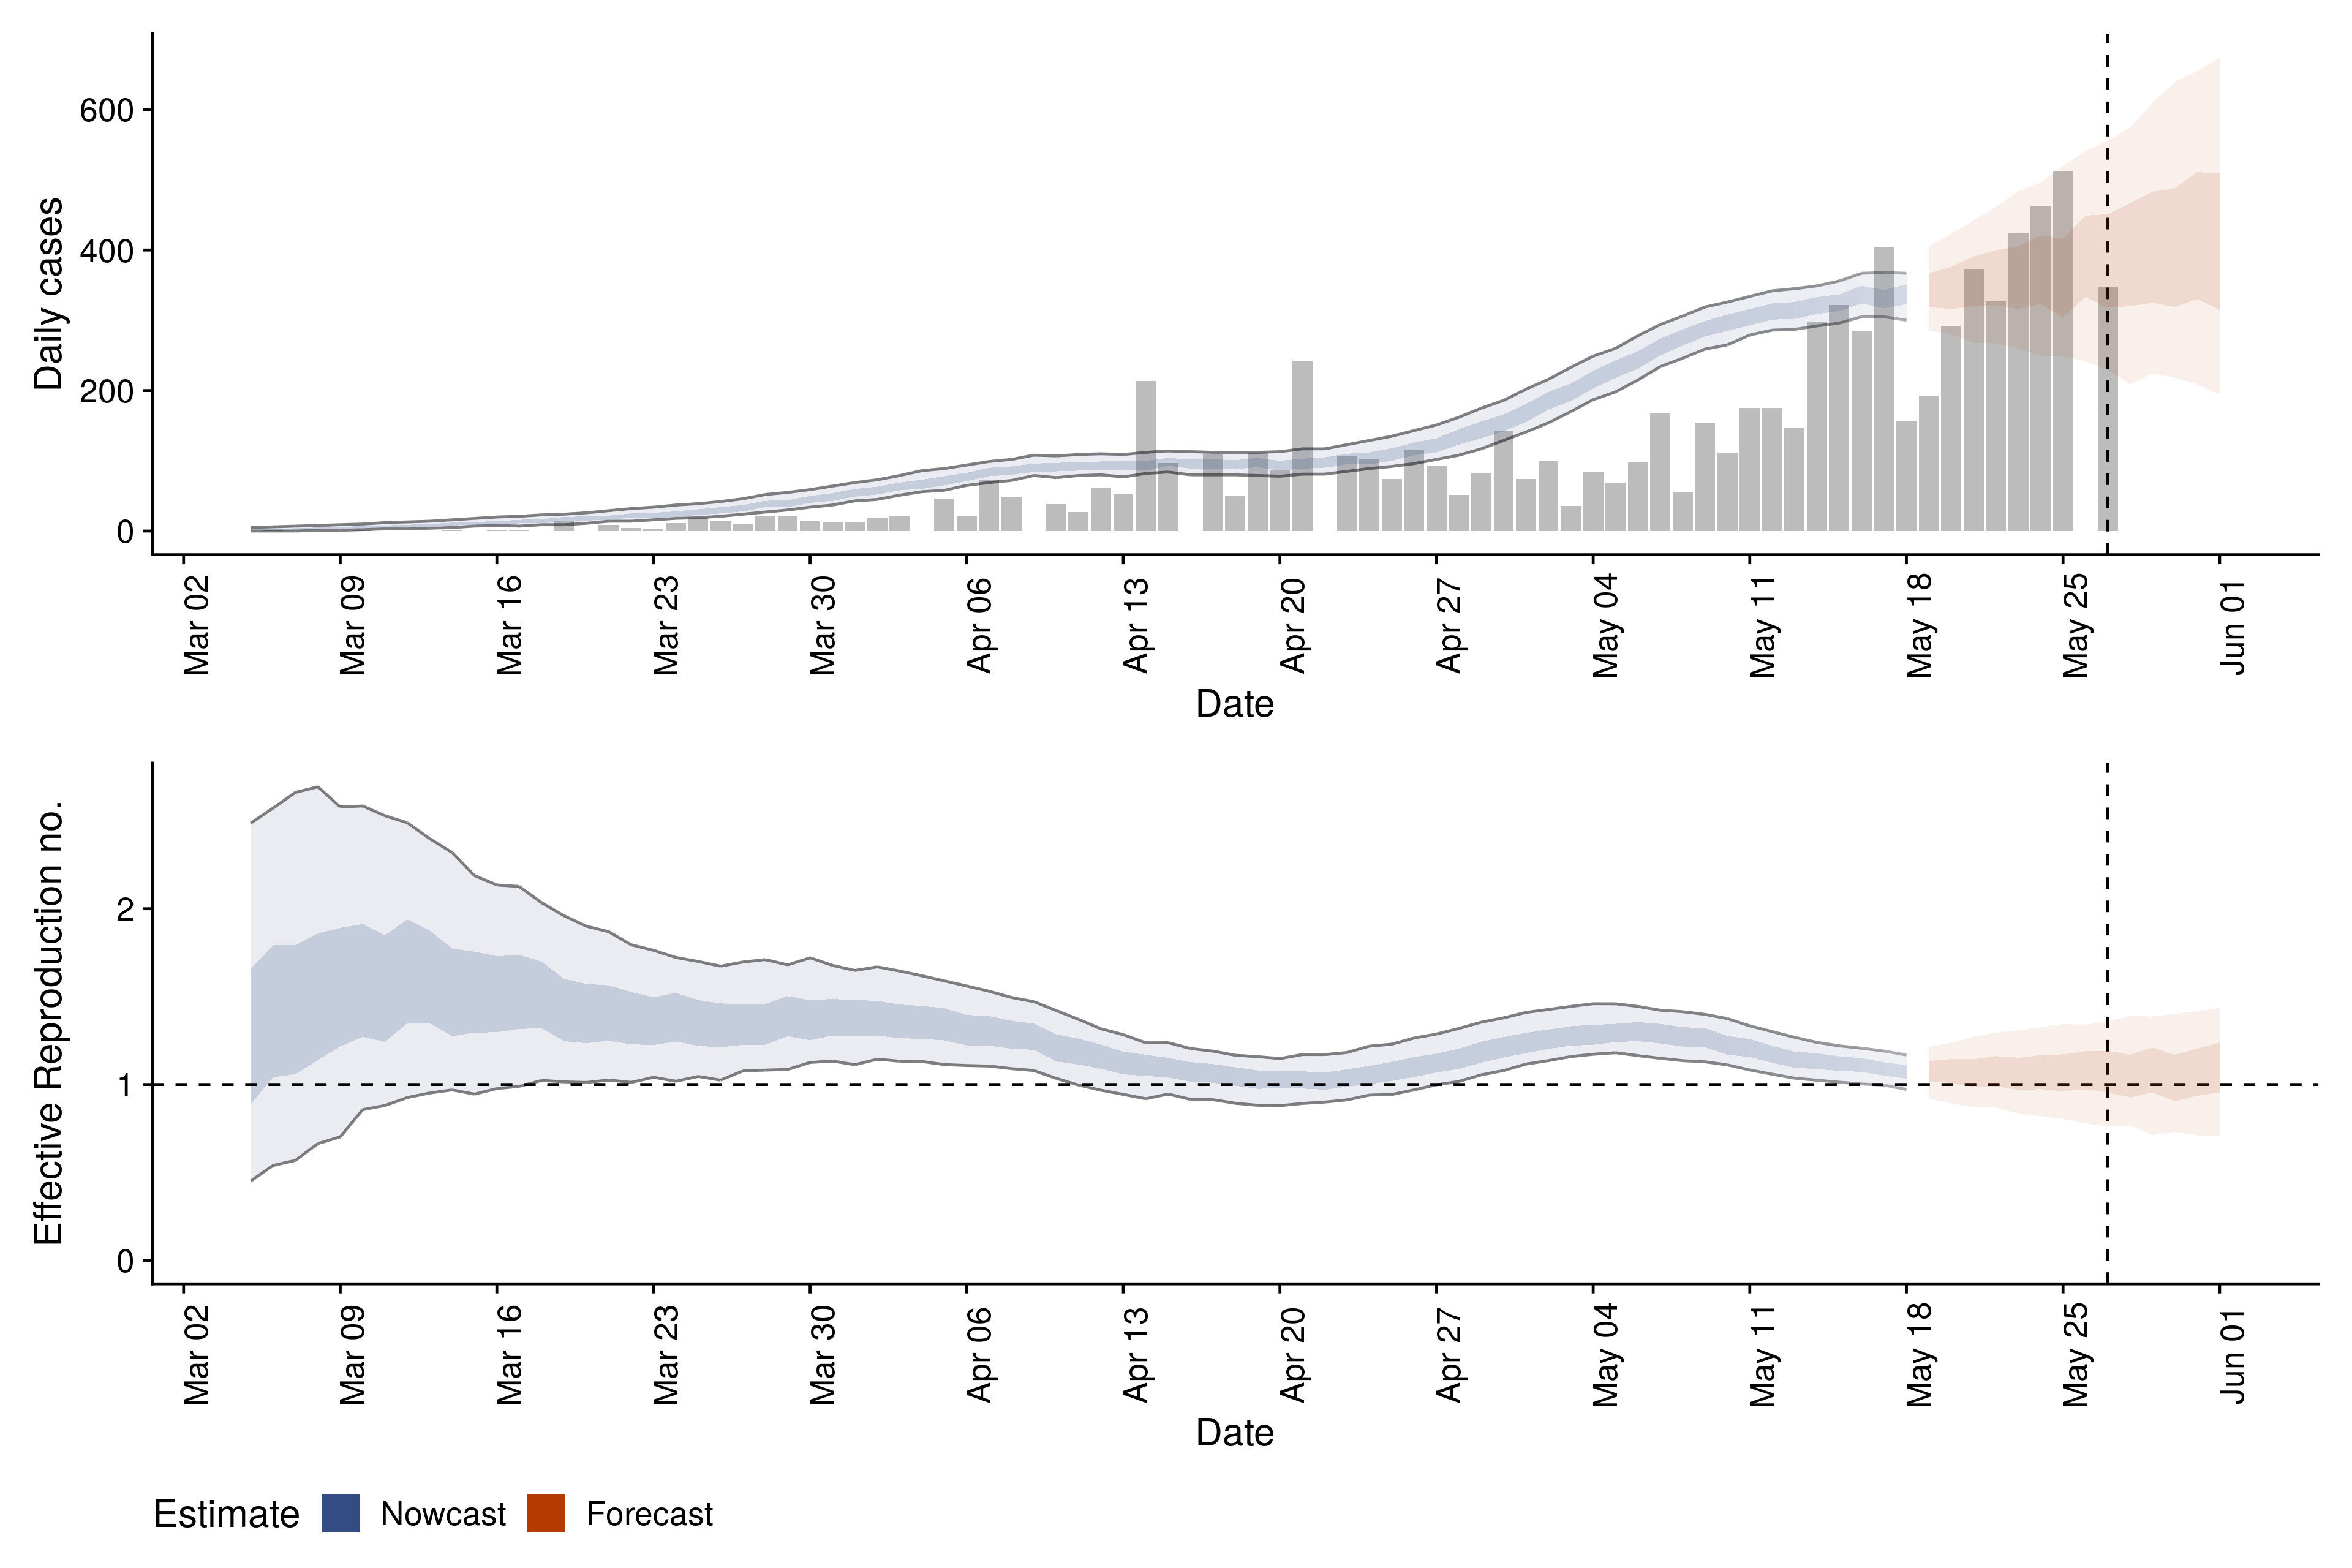 Daily cases
600
400
200
0
Mar 02
Mar 09
Mar 16
Mar 23
Mar 30
Apr 06
Apr 13
Apr 20
Apr 27
May 04
May 11
May 18
May 25
Jun 01
Date
Effective Reproduction no.
2
1
0
Mar 02
Mar 09
Mar 16
Mar 23
Mar 30
Apr 06
Apr 13
Apr 20
Apr 27
May 04
May 11
May 18
May 25
Jun 01
Date
Estimate Nowcast Forecast